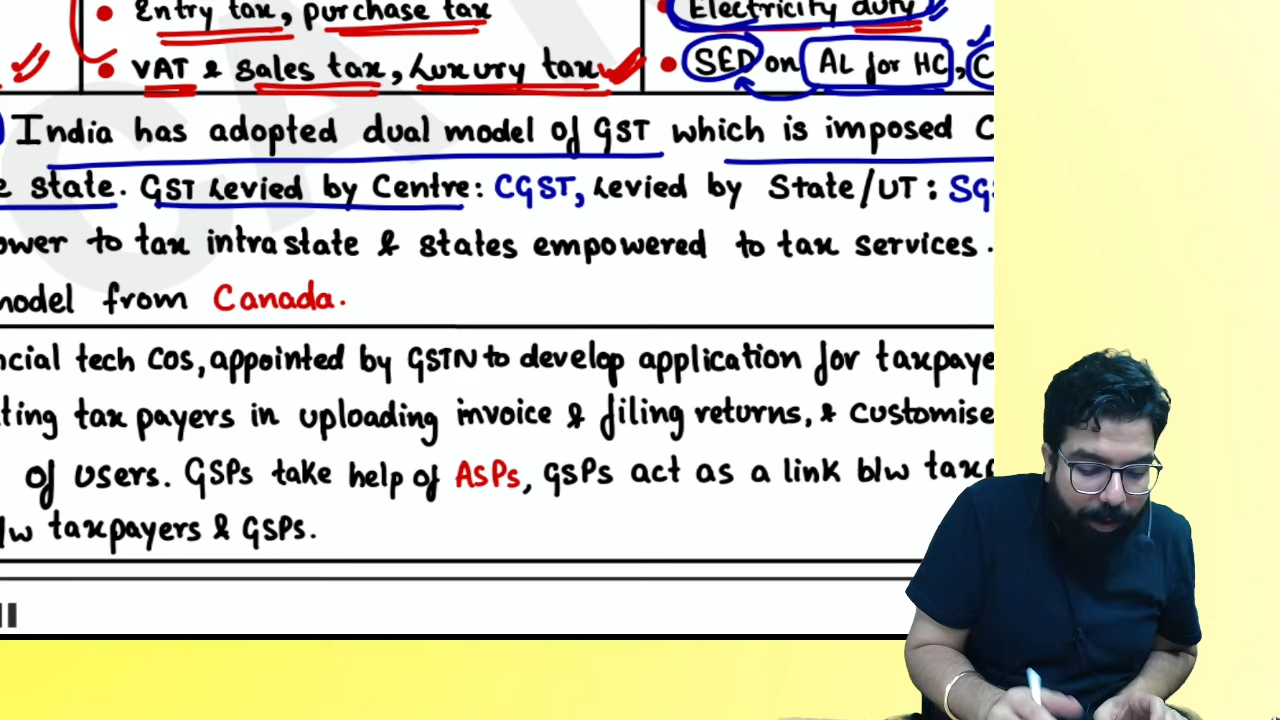 Entry tax, purchase tax
Electricity duty
VAT & Sales tax, Luxury tax
SED on AL for HC, C
India has adopted dual model of GST which is imposed C
e state. GST Levied by Centre: CGST, Levied by State/UT: SG
ower to tax intrastate & states empowered to tax services.
model from Canada.
ncial tech cos, appointed by GSTN to develop application for taxpaye
ting tax payers in uploading invoice & filing returns, & customise
of users. GSPs take help of ASPs, GSPs act as a link b/w taxp
/w taxpayers & GSPs.